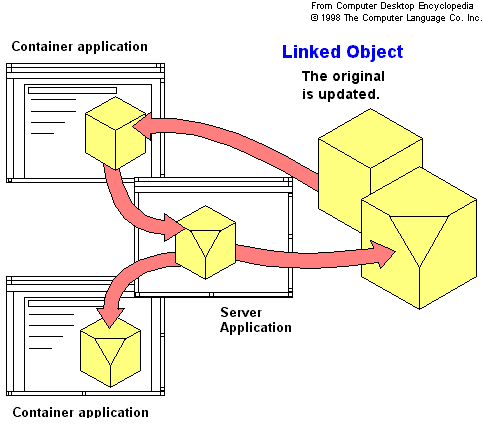 From Computer Desktop Encyclopedia
© 1998 The Computer Language Co. Inc.
Container application
Linked Object
The original
is updated.
Server
Application
Container application